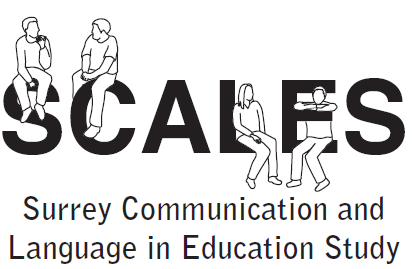 SCALES
Surrey Communication and
Language in Education Study